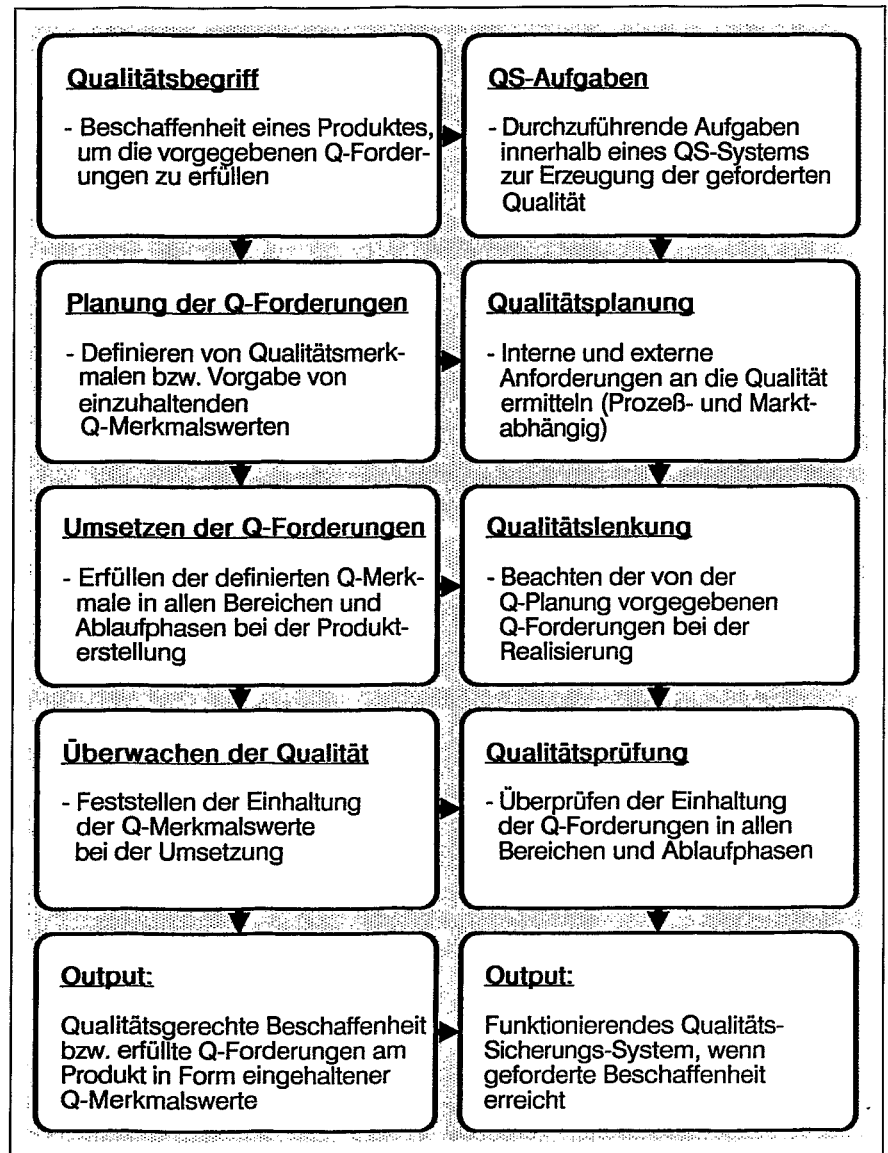 Qualitätsbegriff
- Beschaffenheit eines Produktes,
um die vorgegebenen Q-Forder-
ungen zu erfüllen
QS-Aufgaben
- Durchzuführende Aufgaben
innerhalb eines QS-Systems
zur Erzeugung der geforderten
Qualität
Planung der Q-Forderungen
- Definieren von Qualitätsmerk-
malen bzw. Vorgabe von
einzuhaltenden
Q-Merkmalswerten
Qualitätsplanung
- Interne und externe
Anforderungen an die Qualität
ermitteln (Prozeß- und Markt-
abhängig)
Umsetzen der Q-Forderungen
- Erfüllen der definierten Q-Merk-
male in allen Bereichen und
Ablaufphasen bei der Produkt-
erstellung
Qualitätslenkung
- Beachten der von der
Q-Planung vorgegebenen
Q-Forderungen bei der
Realisierung
Überwachen der Qualität
- Feststellen der Einhaltung
der Q-Merkmalswerte
bei der Umsetzung
Qualitätsprüfung
- Überprüfen der Einhaltung
der Q-Forderungen in allen
Bereichen und Ablaufphasen
Output:
Qualitätsgerechte Beschaffenheit
bzw. erfüllte Q-Forderungen am
Produkt in Form eingehaltener
Q-Merkmalswerte
Output:
Funktionierendes Qualitäts-
Sicherungs-System, wenn
geforderte Beschaffenheit
erreicht